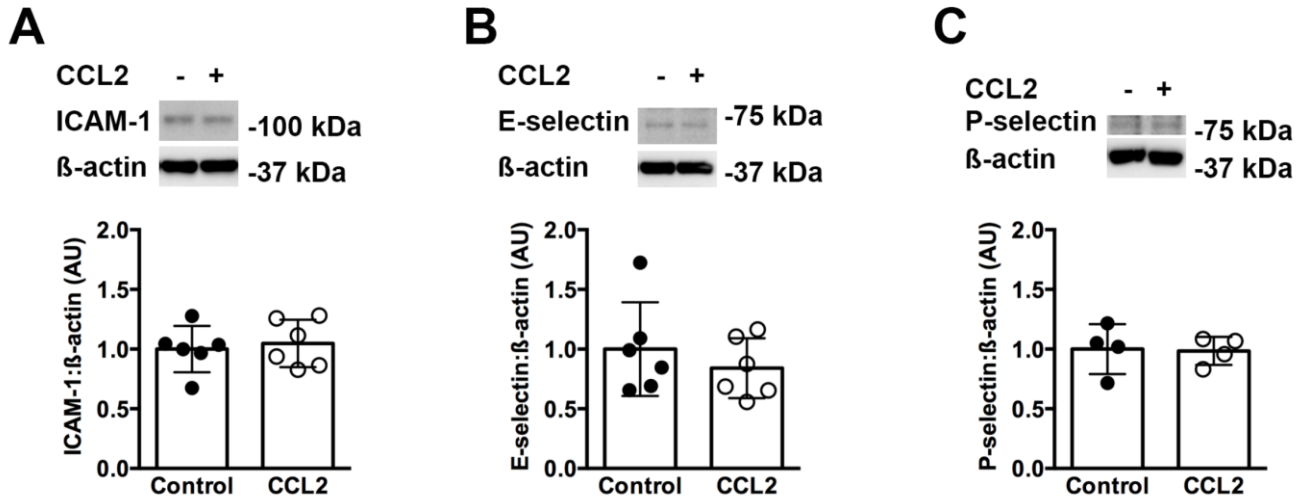 A
CCL2 - +
ICAM-1 -100 kDa
ß-actin -37 kDa
ICAM-1:ß-actin (AU)
2.0
1.5
1.0
0.5
0.0
Control CCL2
B
CCL2 - +
E-selectin -75 kDa
ß-actin -37 kDa
E-selectin:ß-actin (AU)
2.0
1.5
1.0
0.5
0.0
Control CCL2
C
CCL2 - +
P-selectin -75 kDa
ß-actin -37 kDa
P-selectin:ß-actin (AU)
2.0
1.5
1.0
0.5
0.0
Control CCL2